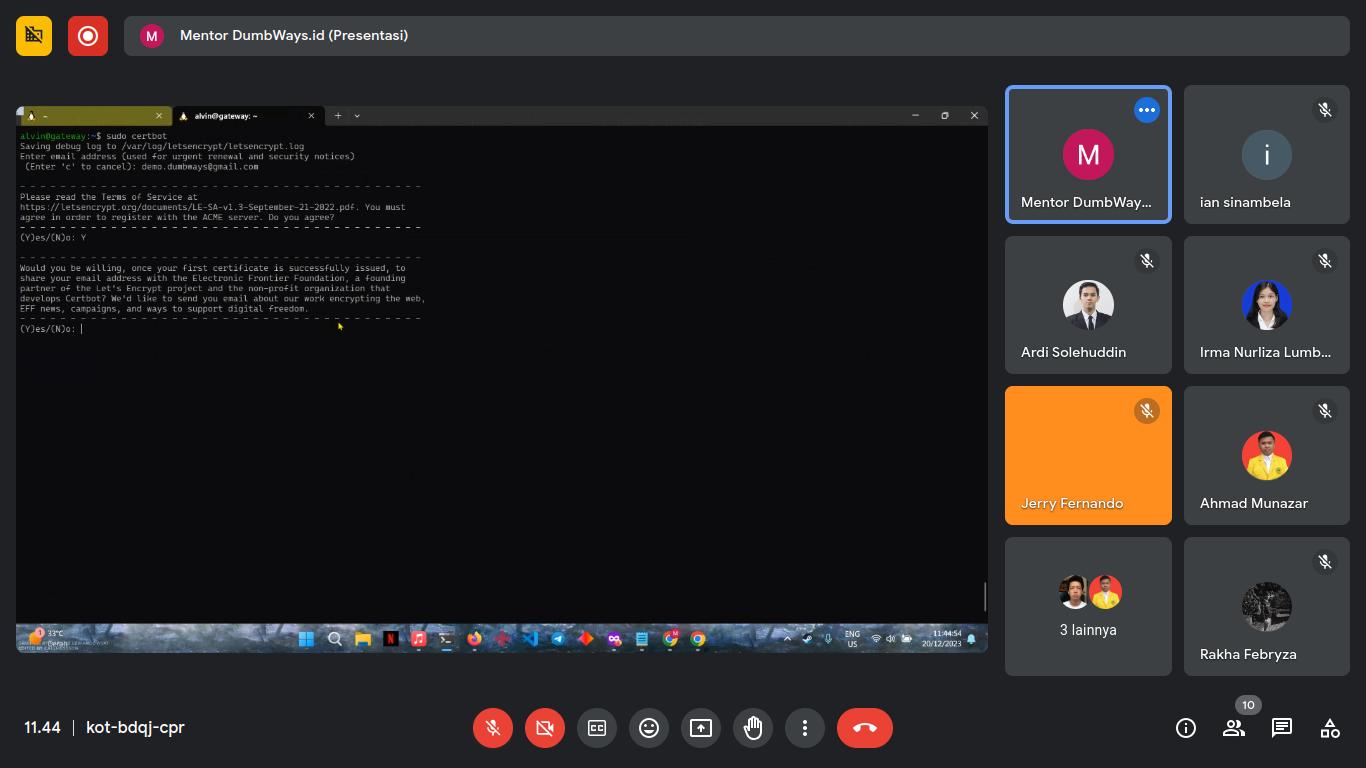 M Mentor DumbWays.id (Presentasi)
~
alvin@gateway: ~
alvin@gateway:~$ sudo certbot
Saving debug log to /var/log/letsencrypt/letsencrypt.log
Enter email address (used for urgent renewal and security notices)
(Enter 'c' to cancel): demo.dumbways@gmail.com
- - - - - - - - - - - - - - - - - - - - - - - - - - - - - - - - - - - - - - - -
Please read the Terms of Service at
https://letsencrypt.org/documents/LE-SA-v1.3-September-21-2022.pdf. You must
agree in order to register with the ACME server. Do you agree?
- - - - - - - - - - - - - - - - - - - - - - - - - - - - - - - - - - - - - - - -
(Y)es/(N)o: Y
- - - - - - - - - - - - - - - - - - - - - - - - - - - - - - - - - - - - - - - -
Would you be willing, once your first certificate is successfully issued, to
share your email address with the Electronic Frontier Foundation, a founding
partner of the Let's Encrypt project and the non-profit organization that
develops Certbot? We'd like to send you email about our work encrypting the web,
EFF news, campaigns, and ways to support digital freedom.
- - - - - - - - - - - - - - - - - - - - - - - - - - - - - - - - - - - - - - - -
(Y)es/(N)o:
1
33°C
ENG
US
11:44:54
20/12/2023
M
Mentor DumbWay...
i
ian sinambela
Ardi Solehuddin
Irma Nurliza Lumb...
Jerry Fernando
Ahmad Munazar
3 lainnya
Rakha Febryza
11.44 | kot-bdqj-cpr
CC
10